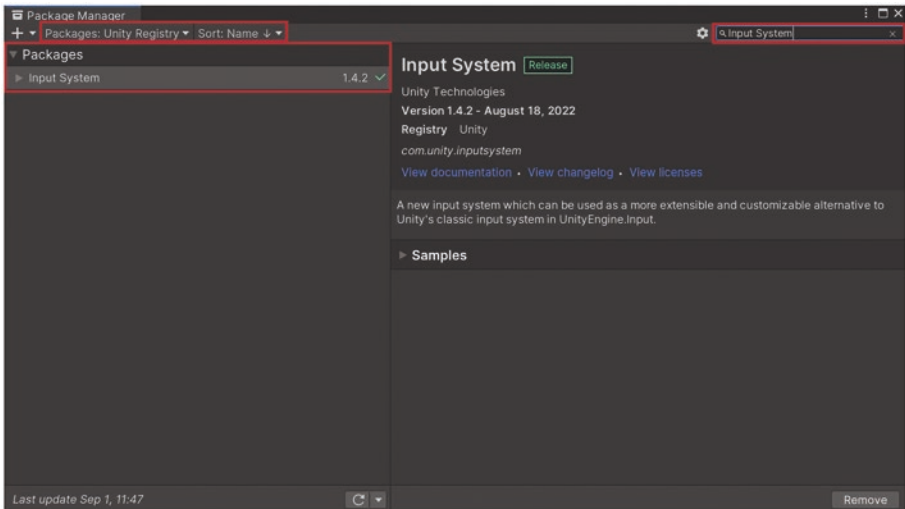 Package Manager
Packages: Unity Registry Sort: Name ↓
Input System
Packages
Input System 1.4.2
Input System Release
Unity Technologies
Version 1.4.2 - August 18, 2022
Registry Unity
com.unity.inputsystem
View documentation • View changelog • View licenses
A new input system which can be used as a more extensible and customizable alternative to
Unity's classic input system in UnityEngine.Input.
Samples
Last update Sep 1, 11:47
Remove